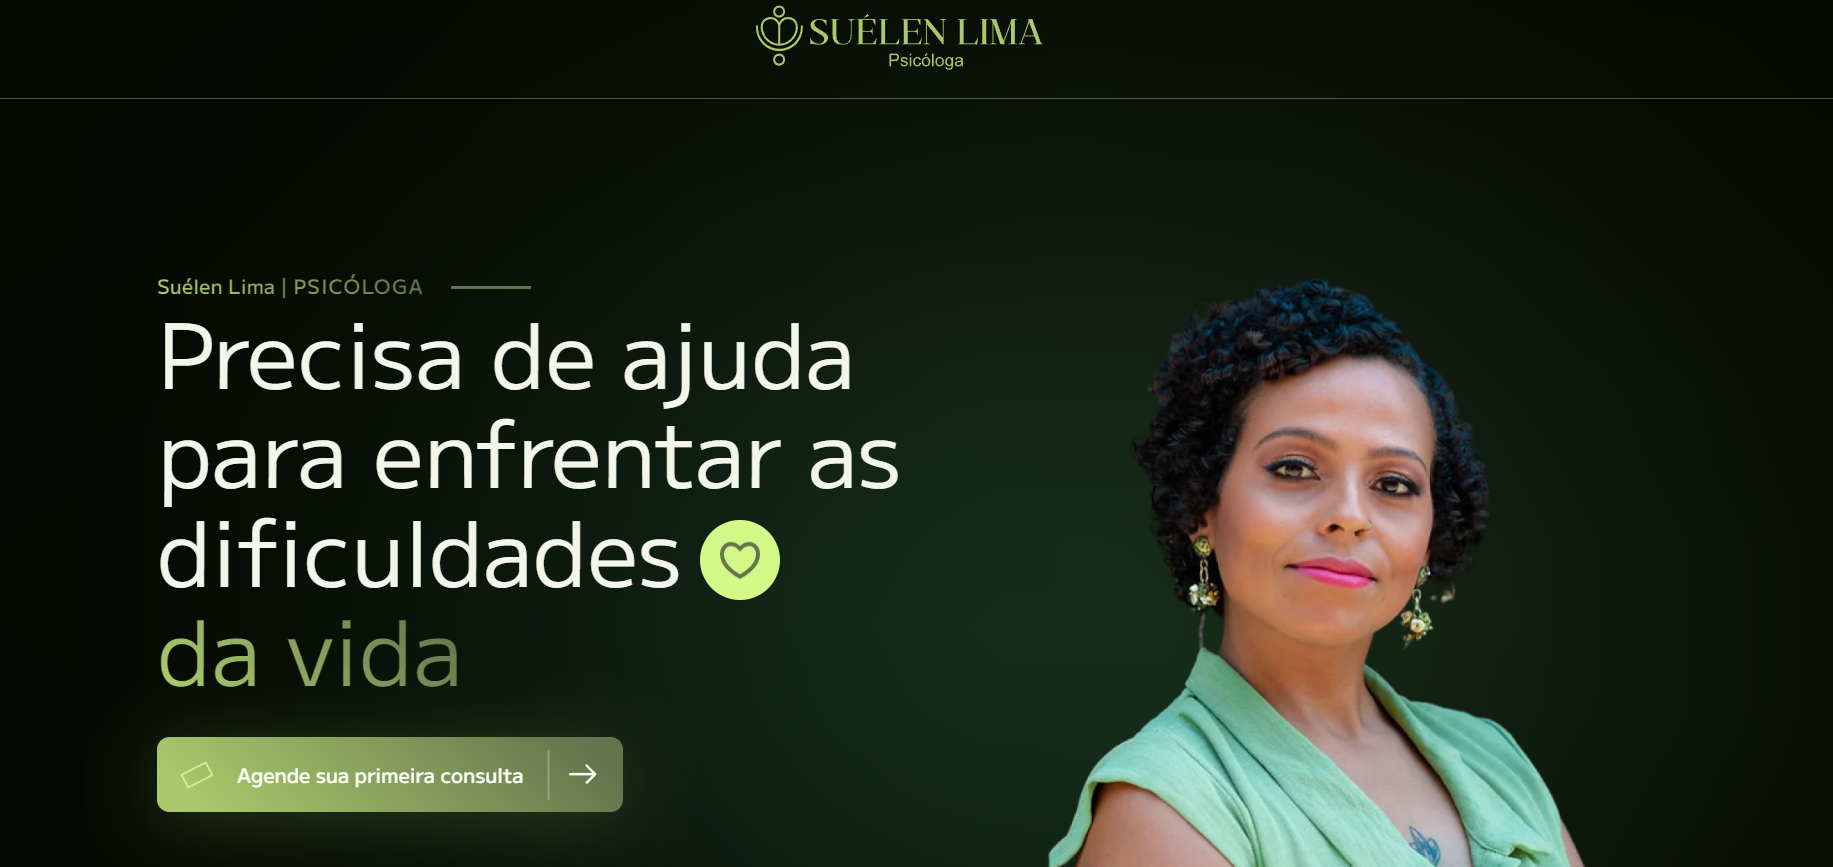 SUÉLEN LIMA
Psicóloga
Suélen Lima | PSICÓLOGA
Precisa de ajuda
para enfrentar as
dificuldades
da vida
Agende sua primeira consulta